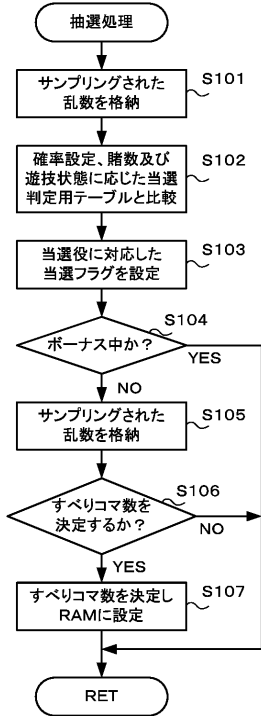 抽選処理
サンプリングされた
乱数を格納
S101
確率設定、賭数及び
遊技状態に応じた当選
判定用テーブルと比較
S102
当選役に対応した
当選フラグを設定
S103
ボーナス中か？
S104
YES
NO
サンプリングされた
乱数を格納
S105
すべりコマ数を
決定するか？
S106
NO
YES
すべりコマ数を決定し
RAMに設定
S107
RET